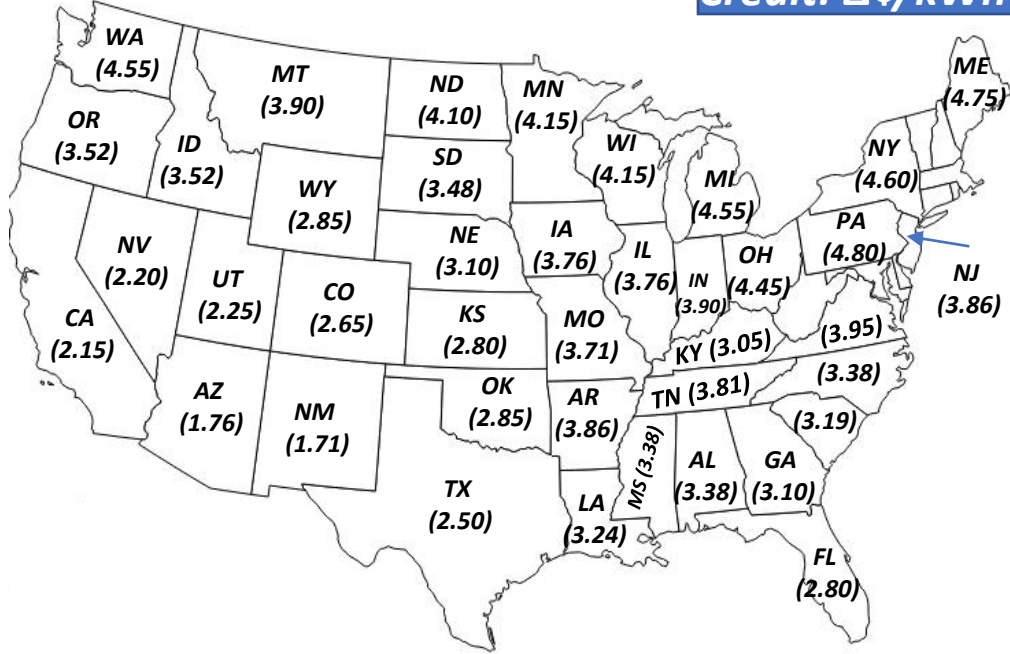 Credit:
WA
(4.55)
MT
(3.90)
ND
(4.10)
MN
(4.15)
ME
(4.75)
OR
(3.52)
ID
(3.52)
SD
(3.48)
WI
(4.15)
MI
(4.55)
NY
(4.60)
WY
(2.85)
NE
(3.10)
IA
(3.76)
IL
(3.76)
IN
(3.90)
OH
(4.45)
PA
(4.80)
NJ
(3.86)
NV
(2.20)
UT
(2.25)
CO
(2.65)
KS
(2.80)
MO
(3.71)
KY (3.05)
(3.95)
CA
(2.15)
AZ
(1.76)
NM
(1.71)
OK
(2.85)
AR
(3.86)
TN (3.81)
(3.38)
(3.19)
TX
(2.50)
LA
(3.24)
MS (3.38)
AL
(3.38)
GA
(3.10)
FL
(2.80)